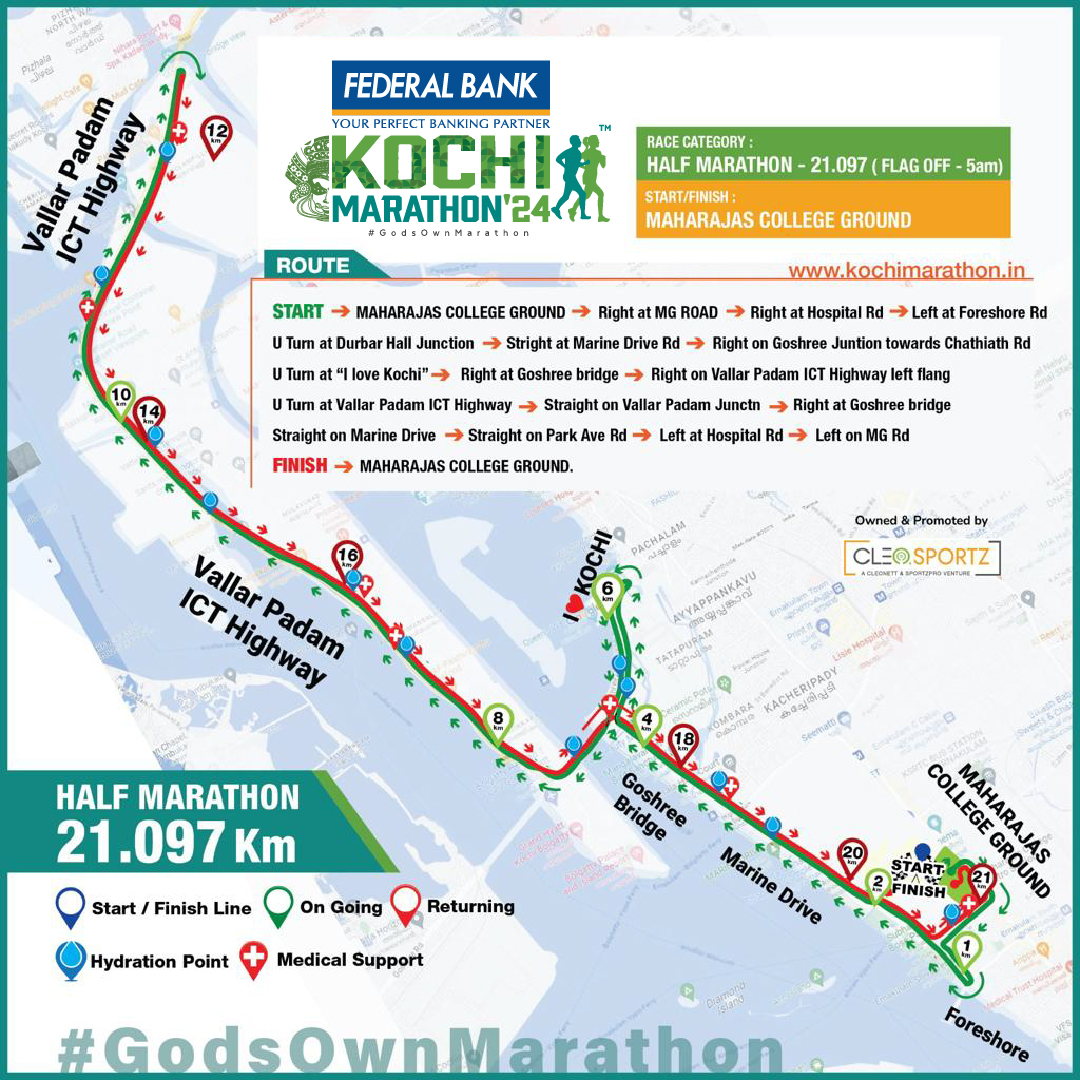 FEDERAL BANK
YOUR PERFECT BANKING PARTNER
KOCHI
TM
MARATHON'24
#GodsOwnMarathon
RACE CATEGORY :
HALF MARATHON - 21.097 ( FLAG OFF - 5am)
START/FINISH :
MAHARAJAS COLLEGE GROUND
ROUTE
www.kochimarathon.in
START MAHARAJAS COLLEGE GROUND Right at MG ROAD Right at Hospital Rd Left at Foreshore Rd
U Turn at Durbar Hall Junction Stright at Marine Drive Rd Right on Goshree Juntion towards Chathiath Rd
U Turn at “I love Kochi” Right at Goshree bridge Right on Vallar Padam ICT Highway left flang
U Turn at Vallar Padam ICT Highway Straight on Vallar Padam Junctn Right at Goshree bridge
Straight on Marine Drive Straight on Park Ave Rd Left at Hospital Rd Left on MG Rd
FINISH MAHARAJAS COLLEGE GROUND.
Owned & Promoted by
CLEOSPORTZ
A CLEONETT & SPORTZPRO VENTURE
Vallar Padam
ICT Highway
12
km
10
km
14
km
16
km
Vallar Padam
ICT Highway
8
km
I KOCHI
6
km
4
km
18
km
Goshree
Bridge
Marine Drive
20
km
2
km
START
FINISH
21
km
1
km
MAHARAJAS
COLLEGE GROUND
Foreshore
PACHALAM
AYYAPPANKAVU
TATAPURAM
KOMBARA
KACHERIPADY
Lisie Hospital
Diamond
Island
HALF MARATHON
21.097 Km
Start / Finish Line
On Going
Returning
Hydration Point
Medical Support
#GodsOwnMarathon